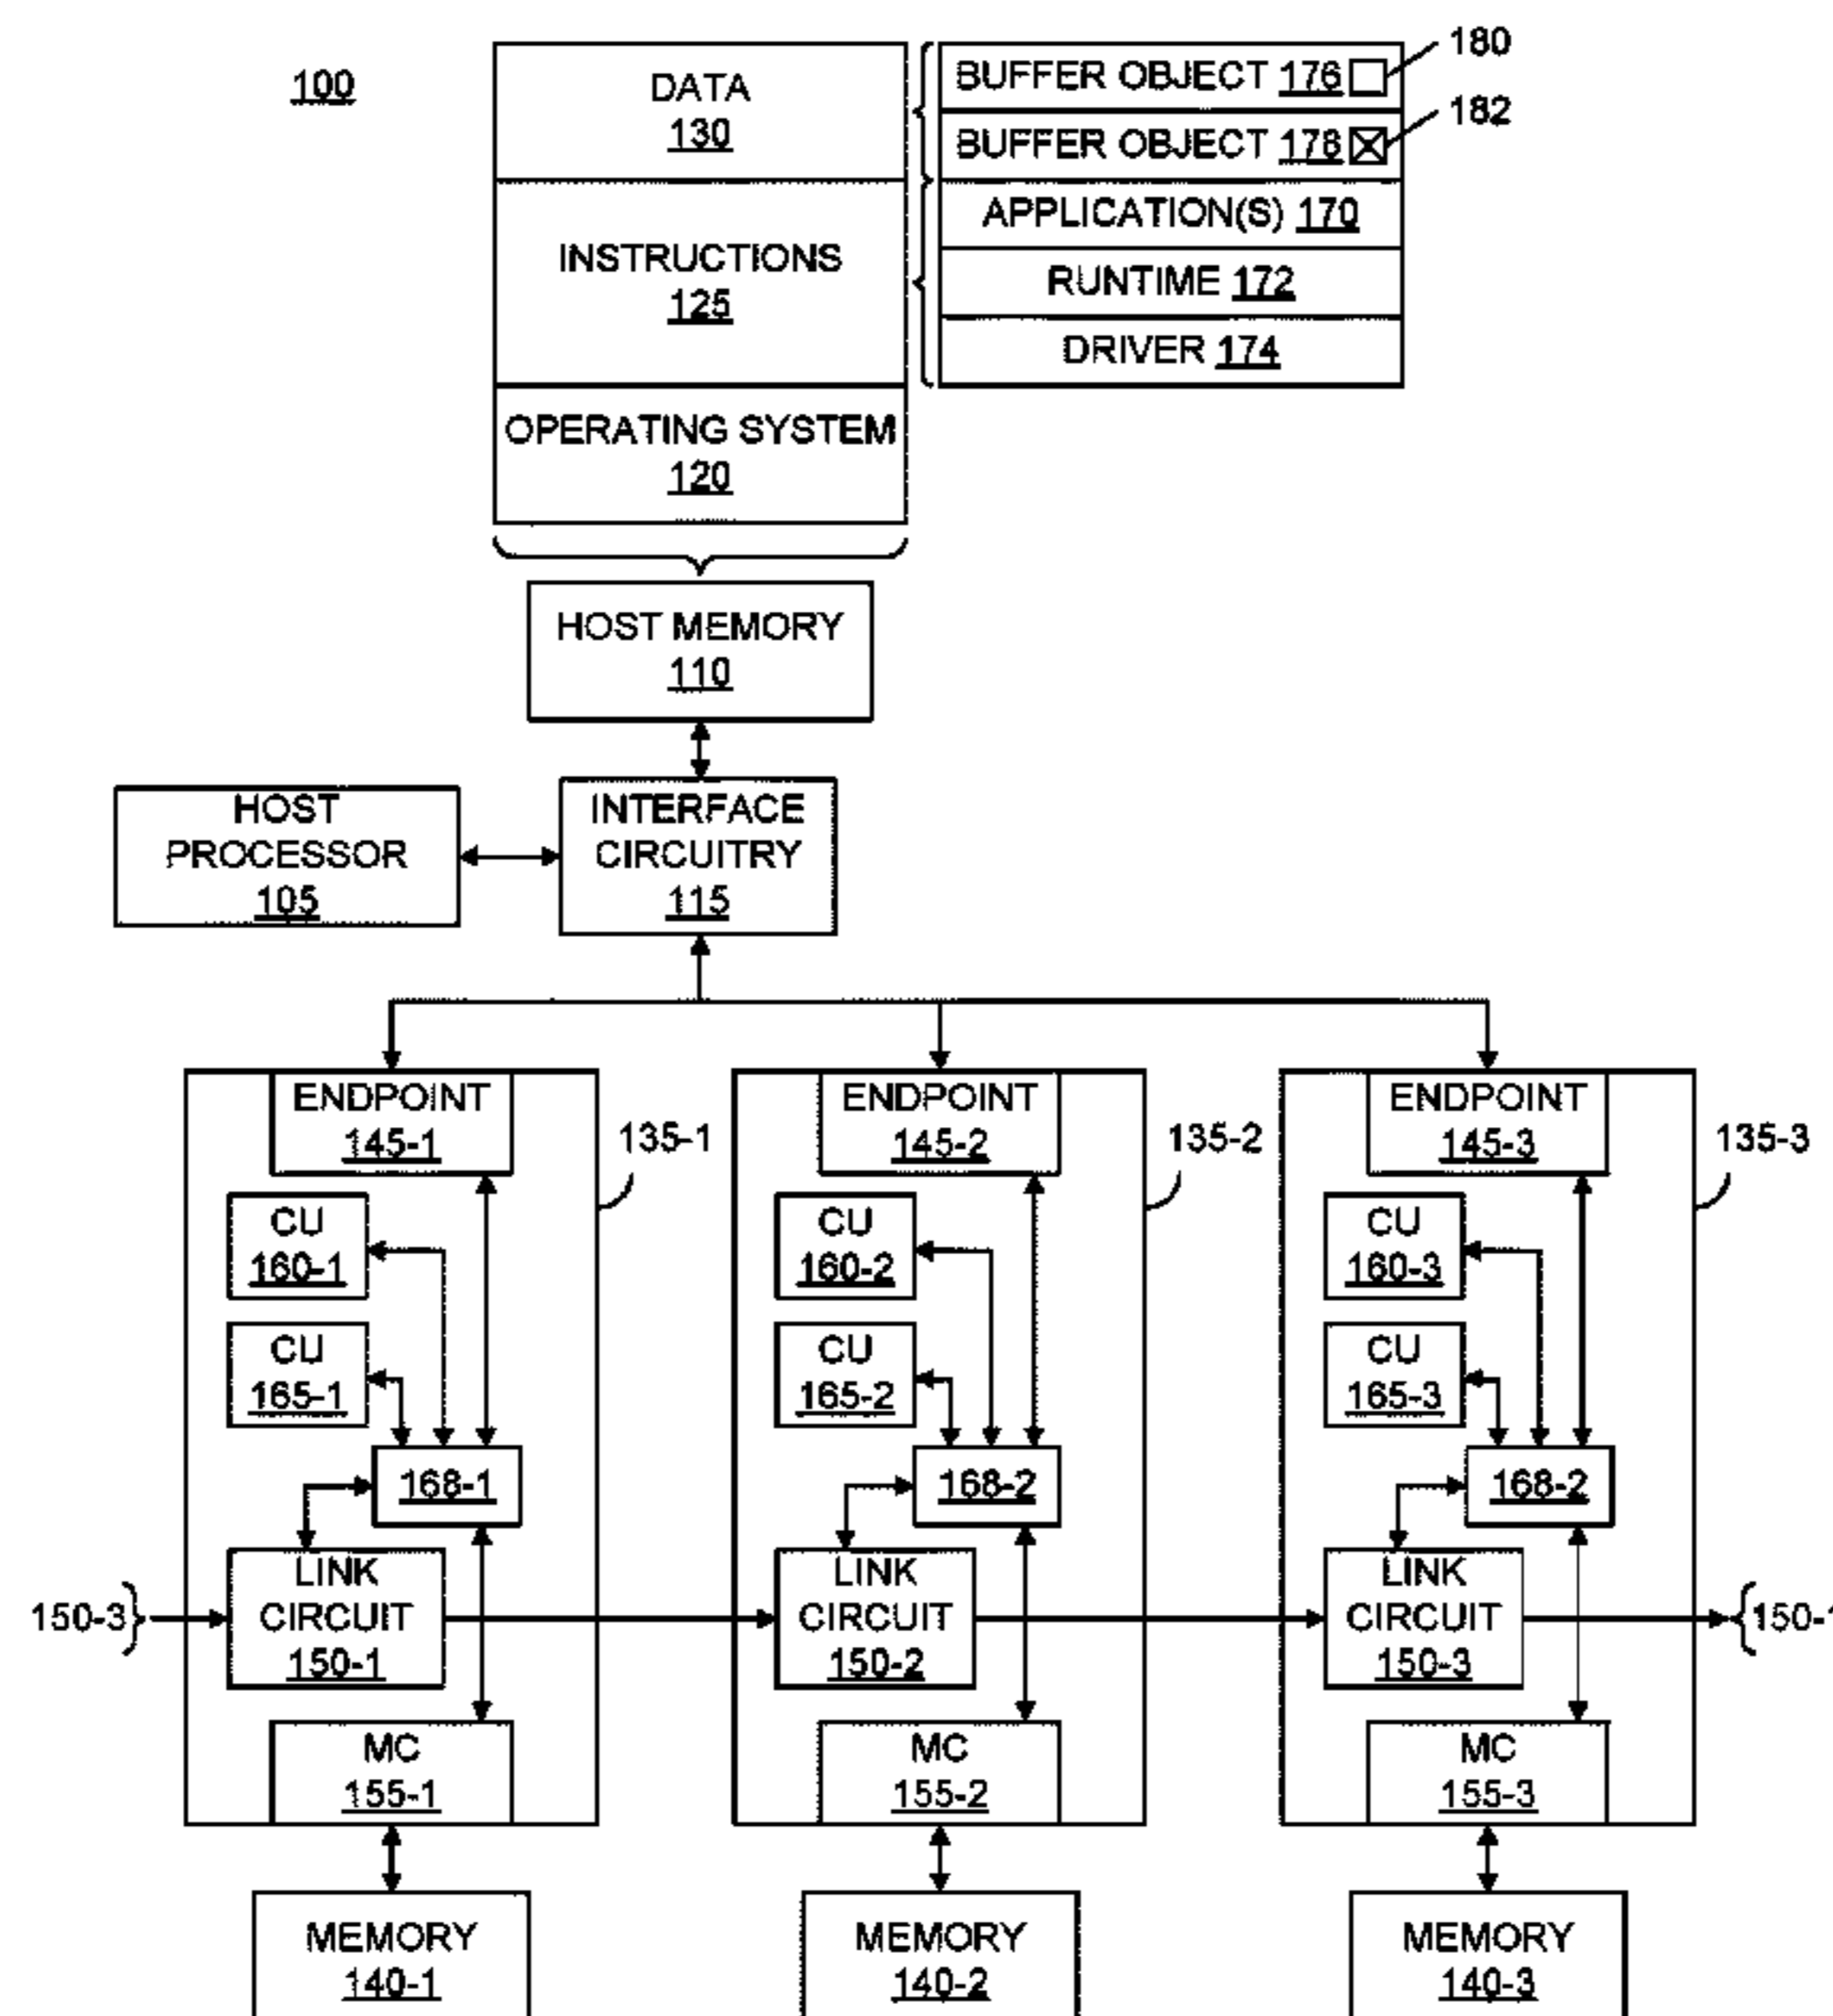 100
DATA
130
INSTRUCTIONS
125
OPERATING SYSTEM
120
BUFFER OBJECT 176
180
BUFFER OBJECT 178
182
APPLICATION(S) 170
RUNTIME 172
DRIVER 174
HOST MEMORY
110
HOST
PROCESSOR
105
INTERFACE
CIRCUITRY
115
ENDPOINT
145-1
135-1
CU
160-1
CU
165-1
168-1
150-3
LINK
CIRCUIT
150-1
MC
155-1
MEMORY
140-1
ENDPOINT
145-2
135-2
CU
160-2
CU
165-2
168-2
LINK
CIRCUIT
150-2
MC
155-2
MEMORY
140-2
ENDPOINT
145-3
135-3
CU
160-3
CU
165-3
168-2
LINK
CIRCUIT
150-3
150-1
MC
155-3
MEMORY
140-3